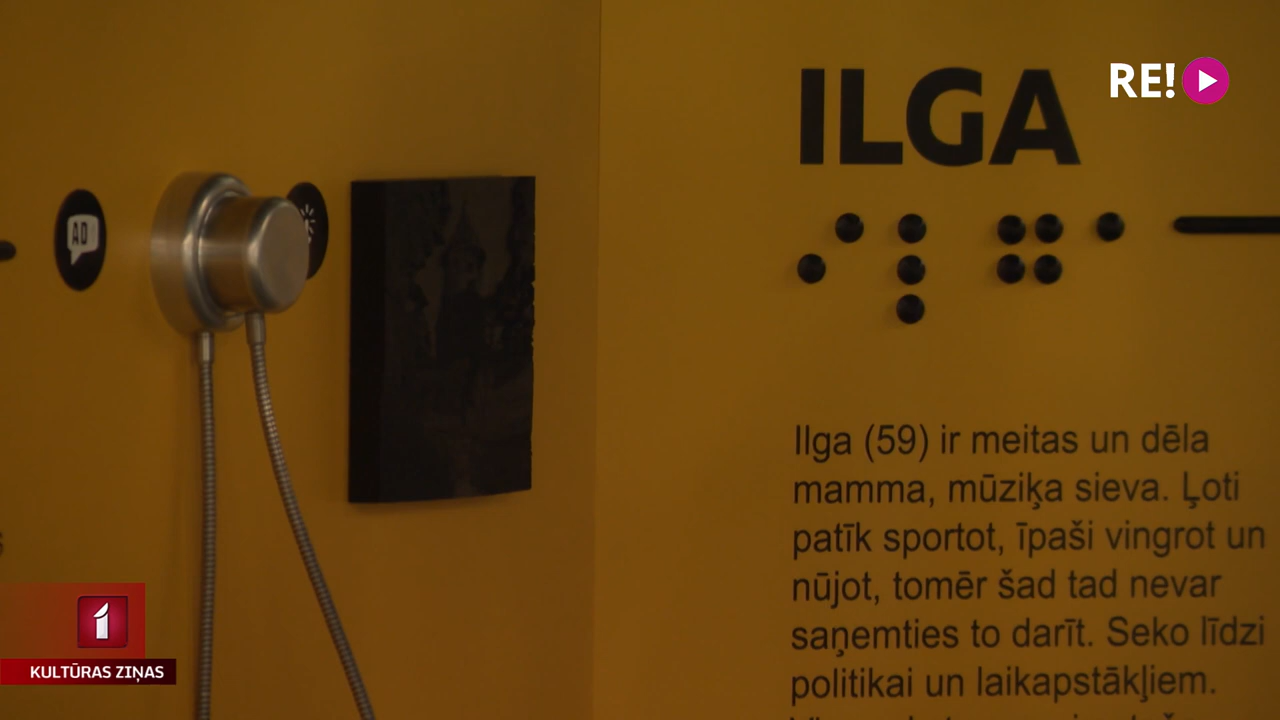 RE!
ILGA
AD
⠊⠇⠛⠁
Ilga (59) ir meitas un dēla
mamma, mūziķa sieva. Ļoti
patīk sportot, īpaši vingrot un
nūjot, tomēr šad tad nevar
saņemties to darīt. Seko līdzi
politikai un laikapstākļiem.
1
KULTŪRAS ZIŅAS